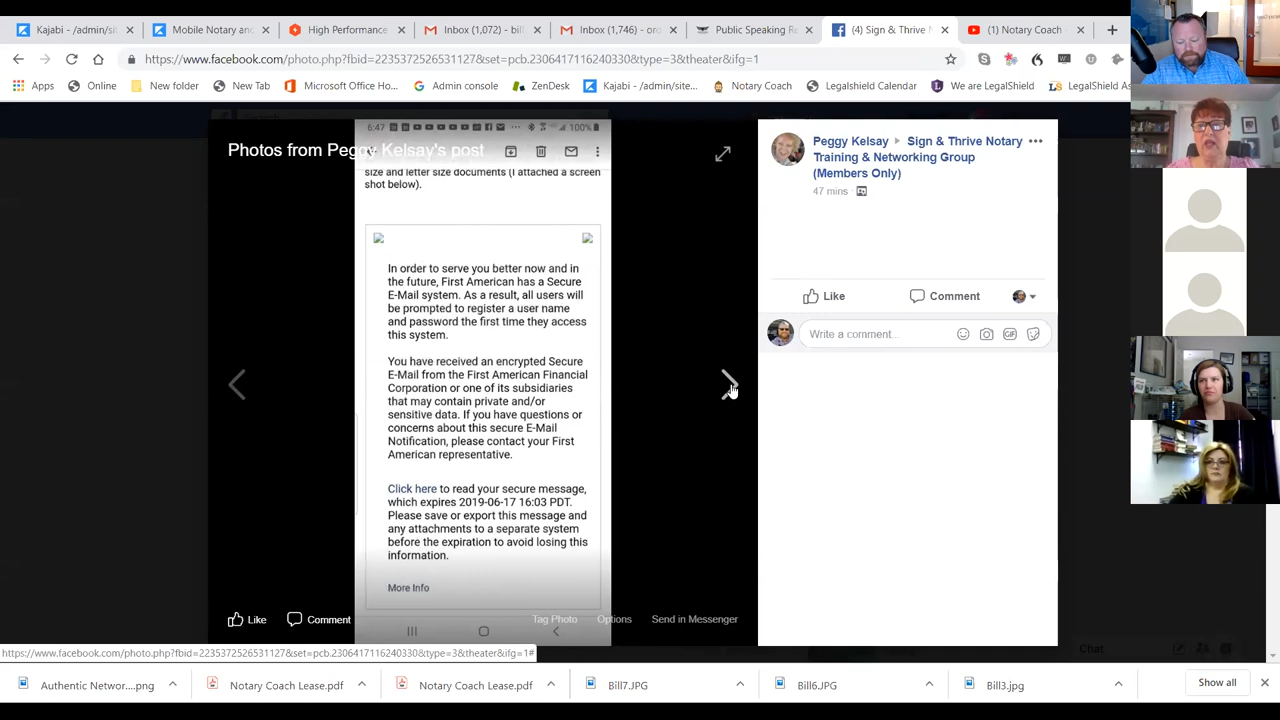 Kajabi - /admin/sit
Mobile Notary and
High Performance
Inbox (1,072) - bill
Inbox (1,746) - oro
Public Speaking Re
(4) Sign & Thrive N
(1) Notary Coach
https://www.facebook.com/photo.php?fbid=2235372526531127&set=pcb.2306417116240330&type=3&theater&ifg=1
Apps
Online
New folder
New Tab
Microsoft Office Ho...
Admin console
ZenDesk
Kajabi - /admin/site...
Notary Coach
Legalshield Calendar
We are LegalShield
LegalShield As
6:47
100%
Photos from Peggy Kelsay's post
size and letter size documents (I attached a screen
shot below).
In order to serve you better now and in
the future, First American has a Secure
E-Mail system. As a result, all users will
be prompted to register a user name
and password the first time they access
this system.
You have received an encrypted Secure
E-Mail from the First American Financial
Corporation or one of its subsidiaries
that may contain private and/or
sensitive data. If you have questions or
concerns about this secure E-Mail
Notification, please contact your First
American representative.
Click here to read your secure message,
which expires 2019-06-17 16:03 PDT.
Please save or export this message and
any attachments to a separate system
before the expiration to avoid losing this
information.
More Info
Like
Comment
Tag Photo
Options
Send in Messenger
Peggy Kelsay
Sign & Thrive Notary
Training & Networking Group
(Members Only)
47 mins
Like
Comment
Write a comment...
GIF
Chat
https://www.facebook.com/photo.php?fbid=2235372526531127&set=pcb.2306417116240330&type=3&theater&ifg=1#
Authentic Networ....png
Notary Coach Lease.pdf
Notary Coach Lease.pdf
Bill7.JPG
Bill6.JPG
Bill3.jpg
Show all